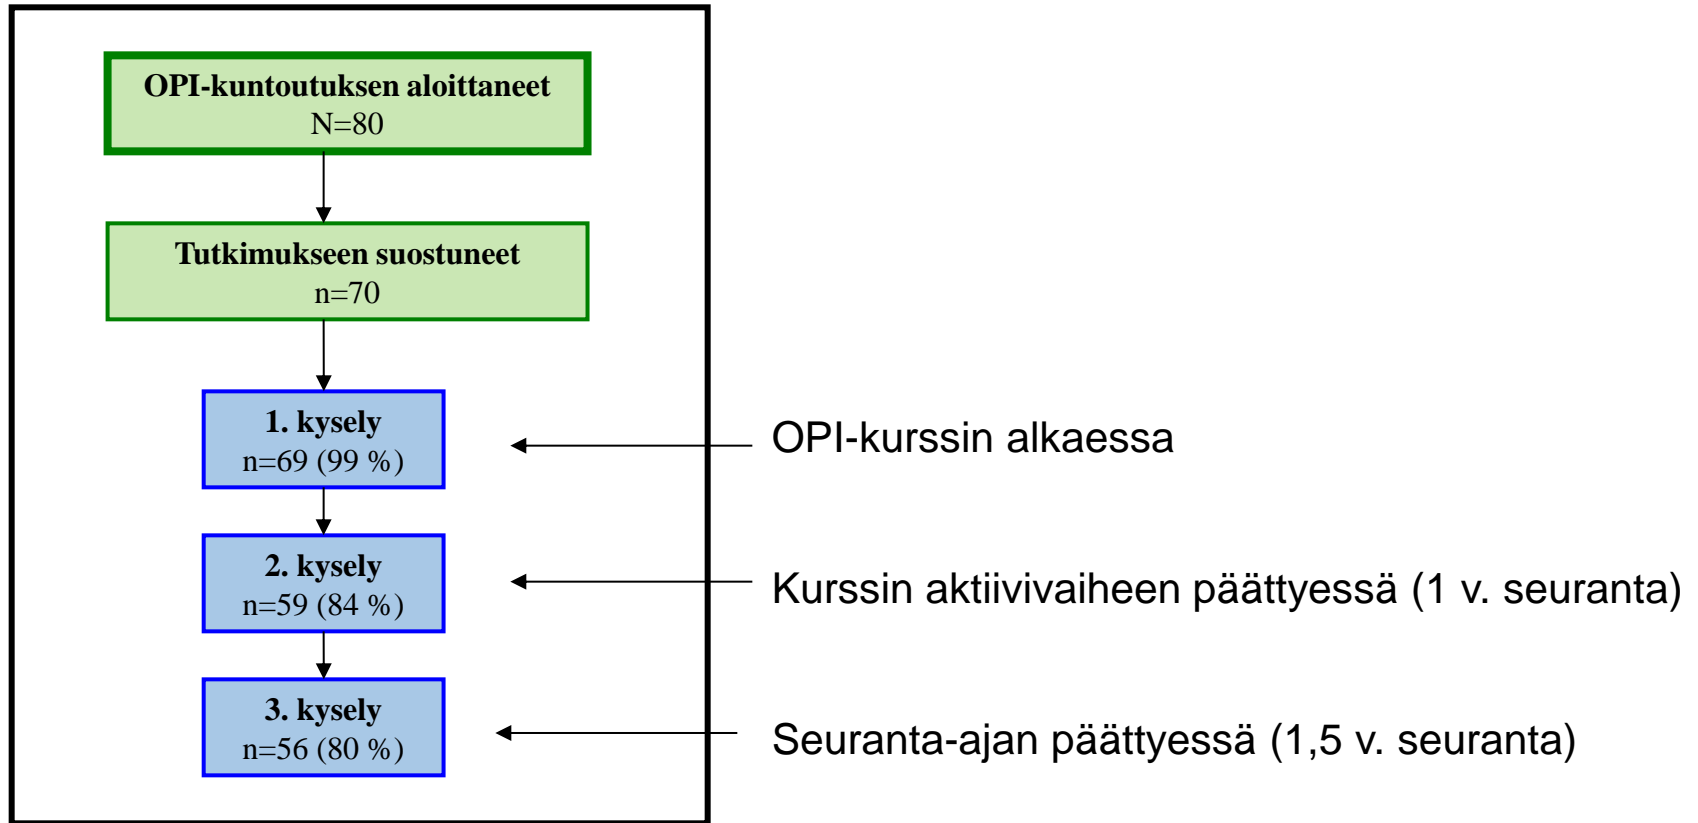 OPI-kuntoutuksen aloittaneet
N=80
Tutkimukseen suostuneet
n=70
1. kysely
n=69 (99 %)
OPI-kurssin alkaessa
2. kysely
n=59 (84 %)
Kurssin aktiivivaiheen päättyessä (1 v. seuranta)
3. kysely
n=56 (80 %)
Seuranta-ajan päättyessä (1,5 v. seuranta)